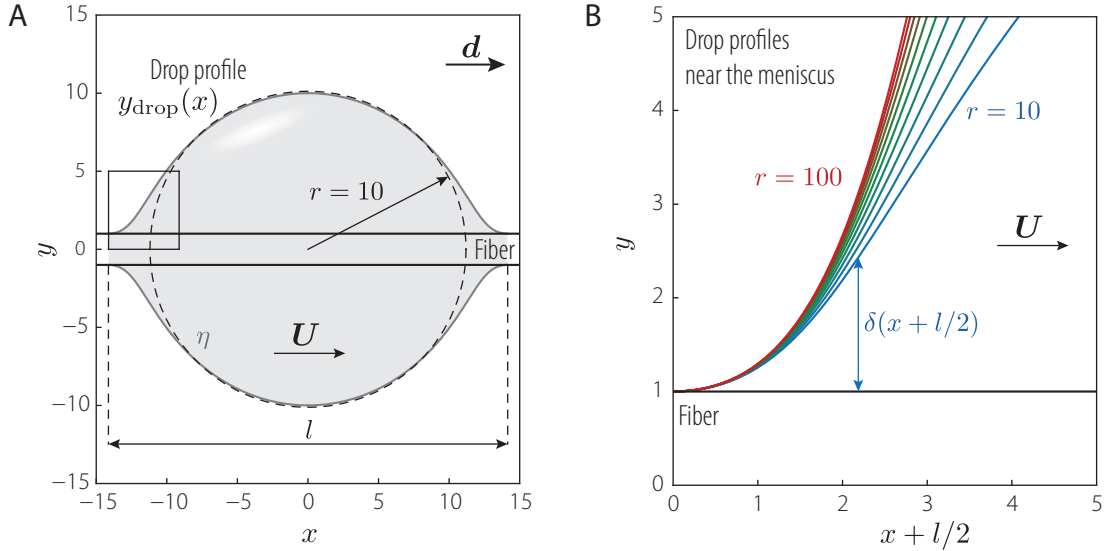 A
Drop profile
y_drop(x)
d
r = 10
Fiber
η
U
l
y
15
10
5
0
−5
−10
−15
−15
−10
−5
0
5
10
15
x
B
Drop profiles
near the meniscus
r = 10
r = 100
U
δ(x + l/2)
Fiber
y
5
4
3
2
1
0
0
1
2
3
4
5
x + l/2